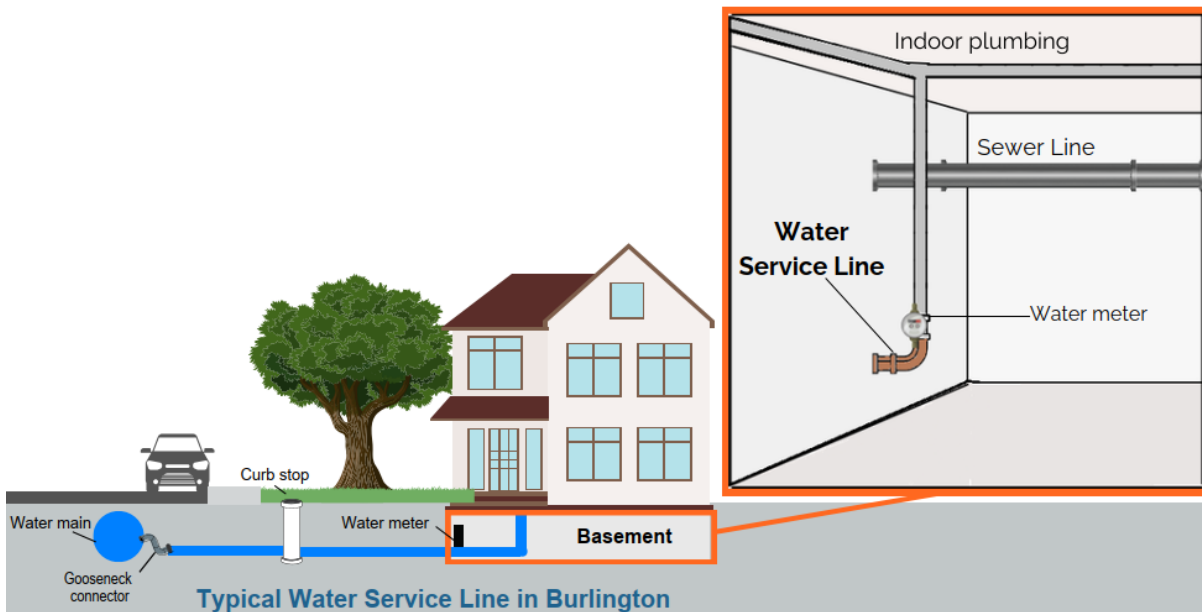 Indoor plumbing
Sewer Line
Water
Service Line
Water meter
Curb stop
Water main
Water meter
Basement
Gooseneck
connector
Typical Water Service Line in Burlington